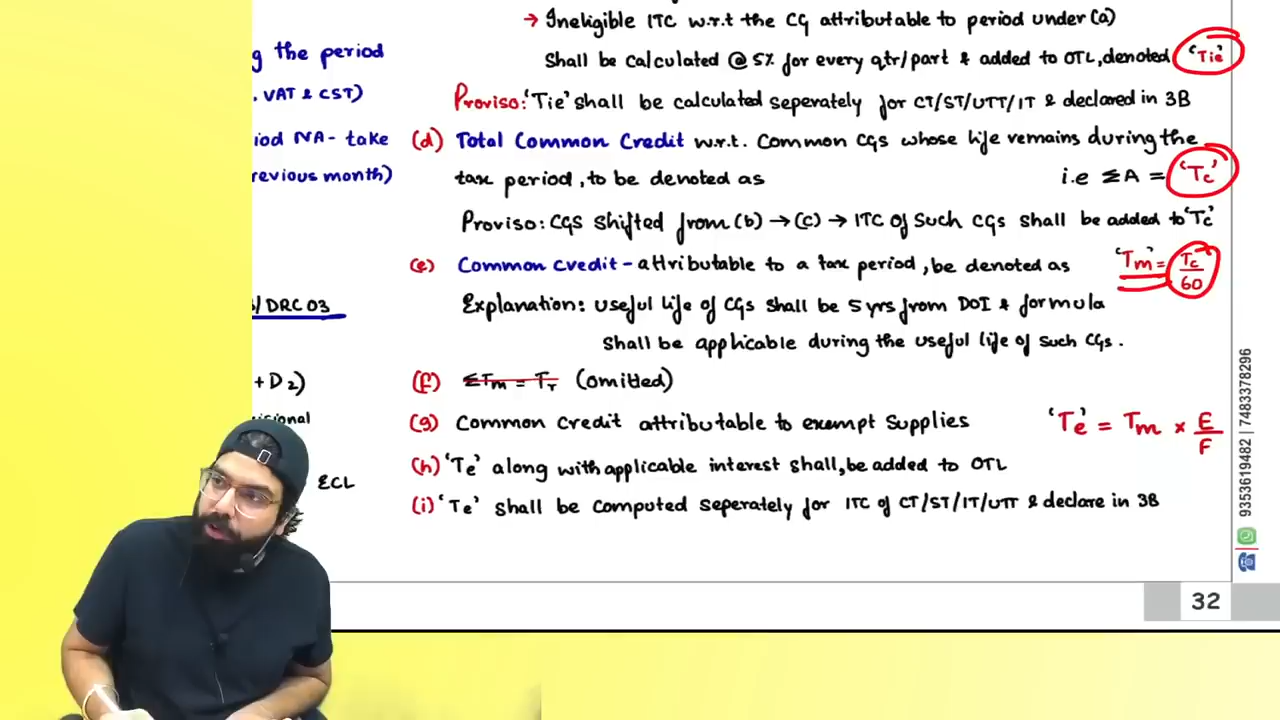 → Ineligible ITC w.r.t the CG attributable to period under (a)
Shall be calculated @ 5% for every qtr/part & added to OTL, denoted 'Tie'
Proviso: 'Tie' shall be calculated seperately for CT/ST/UTT/IT & declared in 3B
(d) Total Common Credit w.r.t. Common CGs whose life remains during the
tax period, to be denoted as i.e ΣA = 'Tc'
Proviso: CGs shifted from (b) → (c) → ITC of Such CGs shall be added to 'Tc'
(e) Common credit - attributable to a tax period, be denoted as 'Tm' = Tc/60
Explanation: useful life of CGs shall be 5 yrs from DOI & formula
Shall be applicable during the useful life of such CGs.
(f) ΣTm = Tr (omitted)
(g) Common Credit attributable to exempt supplies 'Te' = Tm × E/F
(h) 'Te' along with applicable interest shall, be added to OTL
(i) 'Te' shall be computed seperately for ITC of CT/ST/IT/UTT & declare in 3B
g the period
. VAT & CST)
iod NA - take
revious month)
/DRC 03
+ D2)
isional
ECL
9353619482 | 7483378296
32